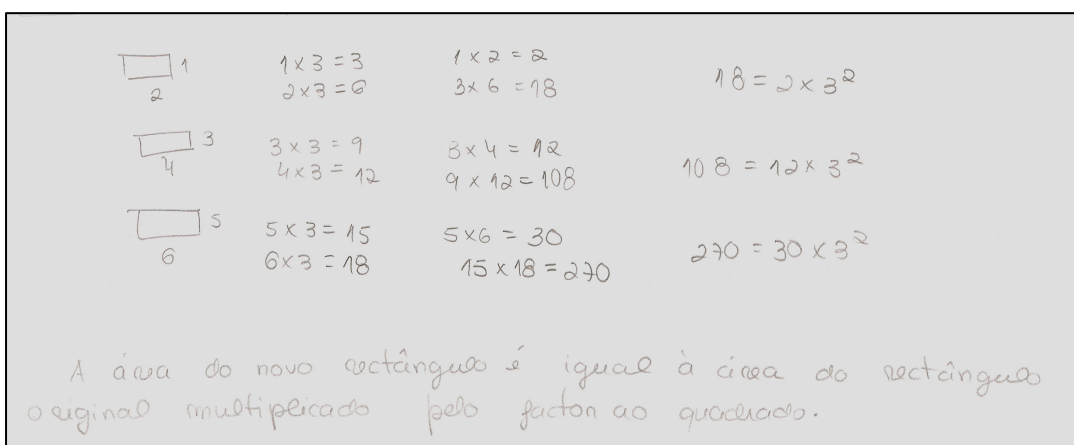 1 1 x 3 = 3 1 x 2 = 2
2 2 x 3 = 6 3 x 6 = 18 18 = 2 x 3²
3 3 x 3 = 9 3 x 4 = 12
4 4 x 3 = 12 9 x 12 = 108 108 = 12 x 3²
5 5 x 3 = 15 5 x 6 = 30
6 6 x 3 = 18 15 x 18 = 270 270 = 30 x 3²
A área do novo rectângulo é igual à área do rectângulo
original multiplicado pelo factor ao quadrado.